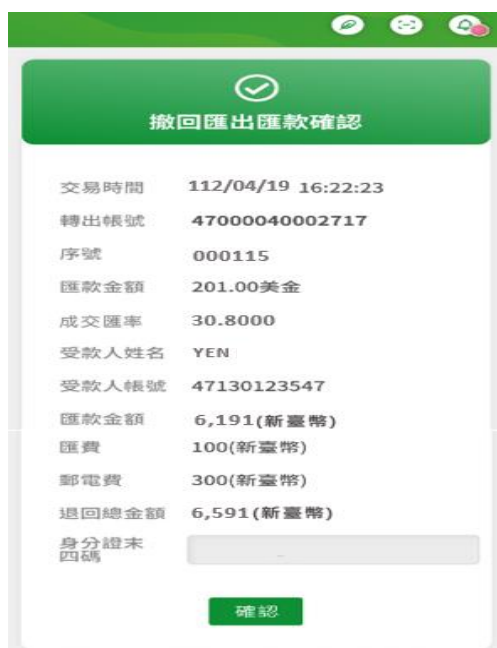 撤回匯出匯款確認
交易時間 112/04/19 16:22:23
轉出帳號 47000040002717
序號 000115
匯款金額 201.00美金
成交匯率 30.8000
受款人姓名 YEN
受款人帳號 47130123547
匯款金額 6,191(新臺幣)
匯費 100(新臺幣)
郵電費 300(新臺幣)
退回總金額 6,591(新臺幣)
身分證末
四碼
確認